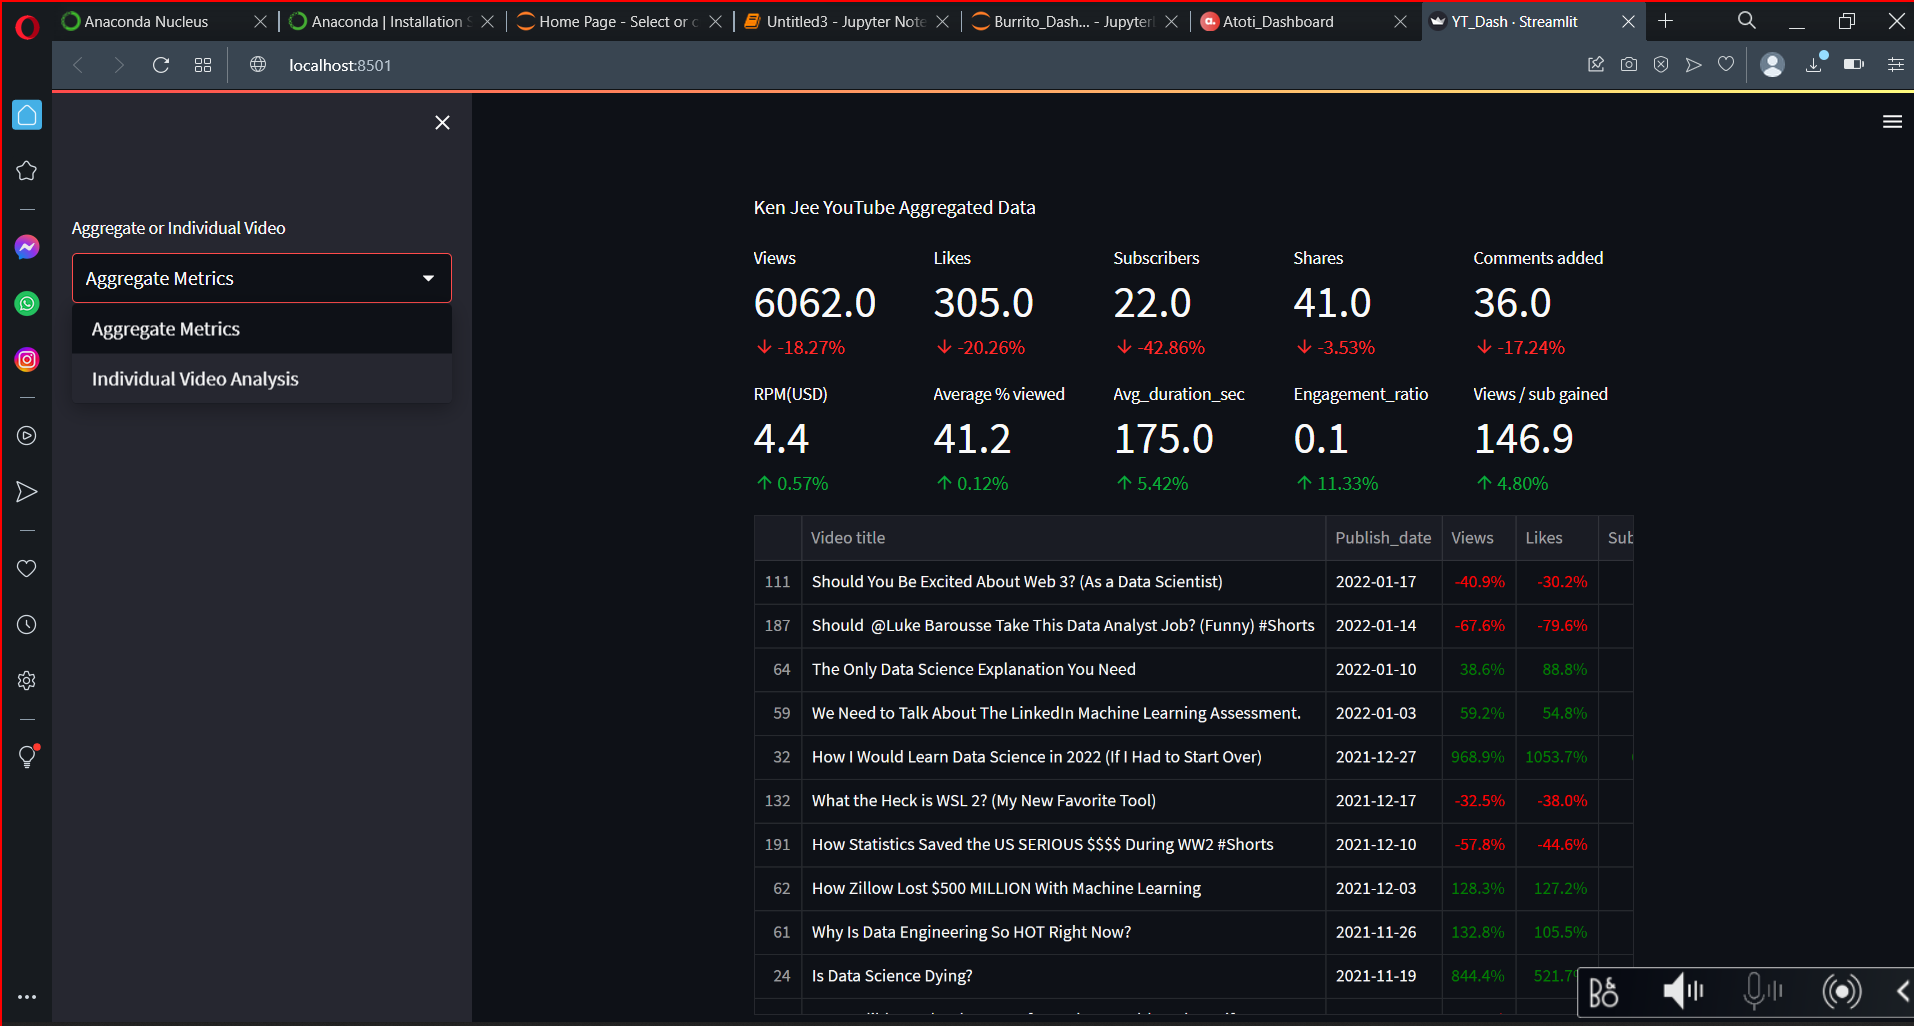 Anaconda Nucleus
Anaconda | Installation S
Home Page - Select or c
Untitled3 - Jupyter Note
Burrito_Dash... - Jupyterl
Atoti_Dashboard
YT_Dash · Streamlit
localhost:8501
Aggregate or Individual Video
Aggregate Metrics
Aggregate Metrics
Individual Video Analysis
Ken Jee YouTube Aggregated Data
Views Likes Subscribers Shares Comments added
6062.0 305.0 22.0 41.0 36.0
↓ -18.27% ↓ -20.26% ↓ -42.86% ↓ -3.53% ↓ -17.24%
RPM(USD) Average % viewed Avg_duration_sec Engagement_ratio Views / sub gained
4.4 41.2 175.0 0.1 146.9
↑ 0.57% ↑ 0.12% ↑ 5.42% ↑ 11.33% ↑ 4.80%
Video title Publish_date Views Likes Sub
111 Should You Be Excited About Web 3? (As a Data Scientist) 2022-01-17 -40.9% -30.2%
187 Should @Luke Barousse Take This Data Analyst Job? (Funny) #Shorts 2022-01-14 -67.6% -79.6%
64 The Only Data Science Explanation You Need 2022-01-10 38.6% 88.8%
59 We Need to Talk About The LinkedIn Machine Learning Assessment. 2022-01-03 59.2% 54.8%
32 How I Would Learn Data Science in 2022 (If I Had to Start Over) 2021-12-27 968.9% 1053.7%
132 What the Heck is WSL 2? (My New Favorite Tool) 2021-12-17 -32.5% -38.0%
191 How Statistics Saved the US SERIOUS $$$$ During WW2 #Shorts 2021-12-10 -57.8% -44.6%
62 How Zillow Lost $500 MILLION With Machine Learning 2021-12-03 128.3% 127.2%
61 Why Is Data Engineering So HOT Right Now? 2021-11-26 132.8% 105.5%
24 Is Data Science Dying? 2021-11-19 844.4% 521.7%
B&O